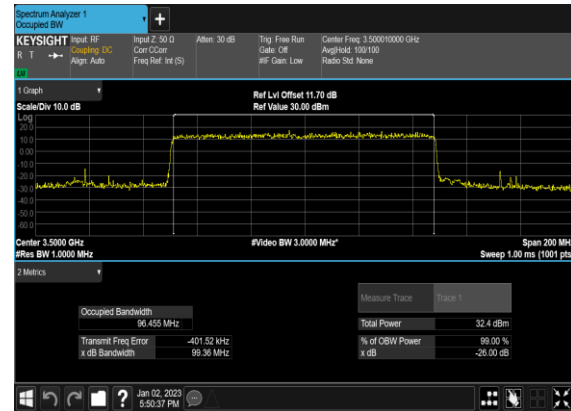 Spectrum Analyzer 1
Occupied BW
+
KEYSIGHT Input: RF Input Z: 50 Ω Atten: 30 dB Trig: Free Run Center Freq: 3.500010000 GHz
R T Coupling: DC Corr CCorr Gate: Off Avg|Hold: 100/100
Align: Auto Freq Ref: Int (S) #IF Gain: Low Radio Std: None
1 Graph
Scale/Div 10.0 dB
Ref Lvl Offset 11.70 dB
Ref Value 30.00 dBm
Log
20.0
10.0
0.00
-10.0
-20.0
-30.0
-40.0
-50.0
-60.0
Center 3.5000 GHz #Video BW 3.0000 MHz* Span 200 MHz
#Res BW 1.0000 MHz Sweep 1.00 ms (1001 pts
2 Metrics
Measure Trace Trace 1
Occupied Bandwidth
96.455 MHz
Total Power 32.4 dBm
Transmit Freq Error -401.52 kHz % of OBW Power 99.00 %
x dB Bandwidth 99.36 MHz x dB -26.00 dB
?
Jan 02, 2023
5:50:37 PM